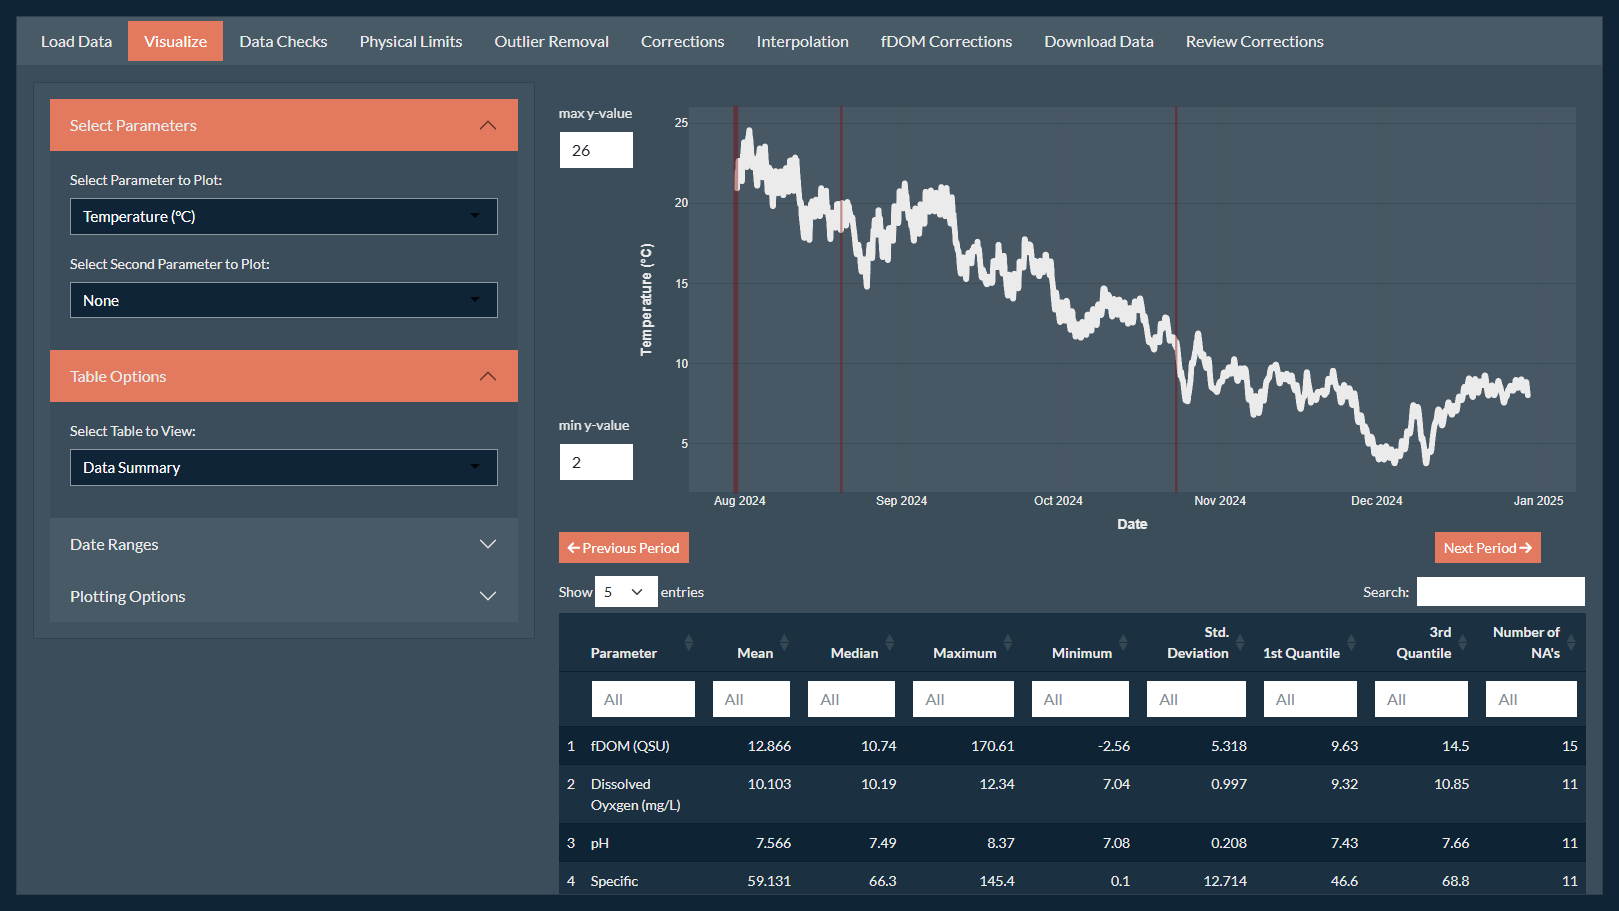 Load Data Visualize Data Checks Physical Limits Outlier Removal Corrections Interpolation fDOM Corrections Download Data Review Corrections
Select Parameters
Select Parameter to Plot:
Temperature (°C)
Select Second Parameter to Plot:
None
Table Options
Select Table to View:
Data Summary
Date Ranges
Plotting Options
max y-value
26
min y-value
2
Temperature (°C)
25
20
15
10
5
Aug 2024 Sep 2024 Oct 2024 Nov 2024 Dec 2024 Jan 2025
Date
Previous Period Next Period
Show 5 entries Search:
Parameter Mean Median Maximum Minimum Std. Deviation 1st Quantile 3rd Quantile Number of NA's
All All All All All All All All All
1 fDOM (QSU) 12.866 10.74 170.61 -2.56 5.318 9.63 14.5 15
2 Dissolved 10.103 10.19 12.34 7.04 0.997 9.32 10.85 11
Oyxgen (mg/L)
3 pH 7.566 7.49 8.37 7.08 0.208 7.43 7.66 11
4 Specific 59.131 66.3 145.4 0.1 12.714 46.6 68.8 11